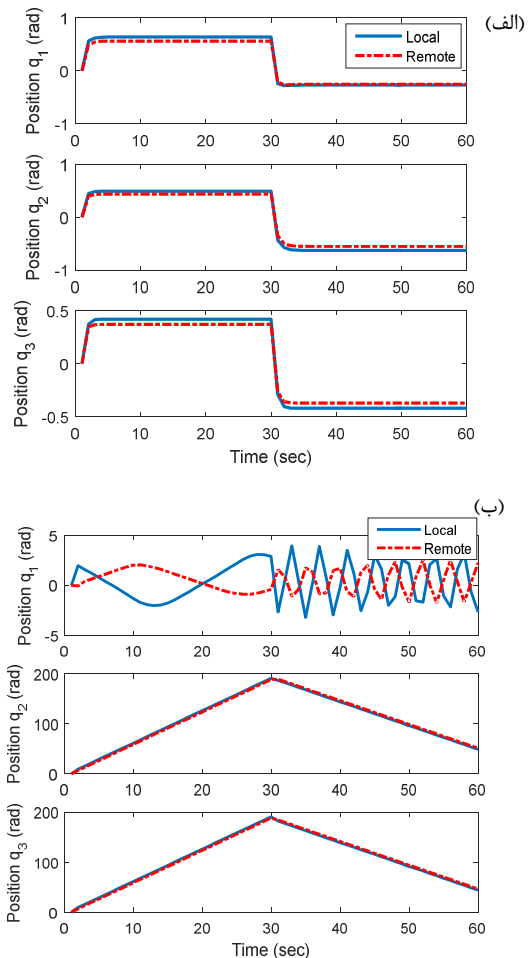 (الف)
Position q1 (rad)
1
0
-1
Local
Remote
0 10 20 30 40 50 60
Position q2 (rad)
1
0
-1
0 10 20 30 40 50 60
Position q3 (rad)
0.5
0
-0.5
0 10 20 30 40 50 60
Time (sec)
(ب)
Position q1 (rad)
5
0
-5
Local
Remote
0 10 20 30 40 50 60
Position q2 (rad)
200
100
0
0 10 20 30 40 50 60
Position q3 (rad)
200
100
0
0 10 20 30 40 50 60
Time (sec)